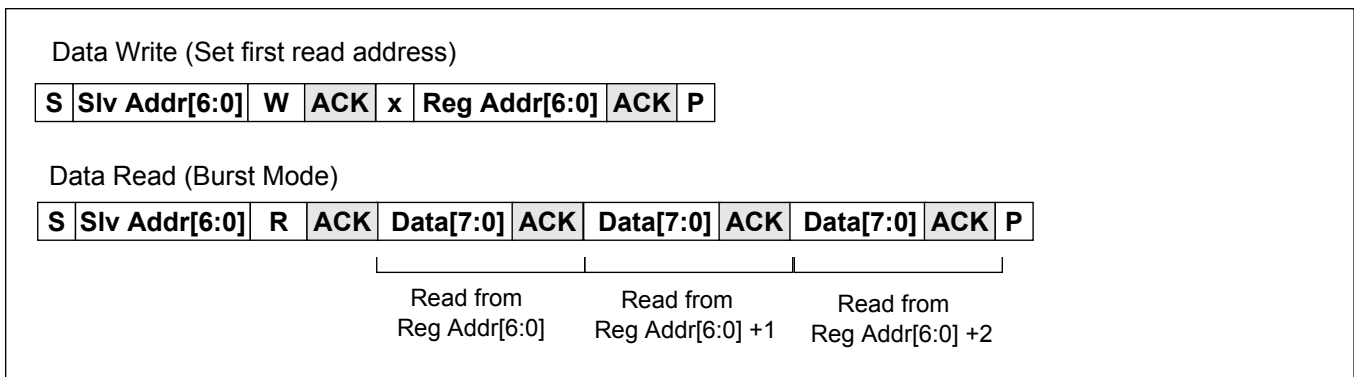 Data Write (Set first read address)
S Slv Addr[6:0] W ACK x Reg Addr[6:0] ACK P
Data Read (Burst Mode)
S Slv Addr[6:0] R ACK Data[7:0] ACK Data[7:0] ACK Data[7:0] ACK P
Read from Read from Read from
Reg Addr[6:0] Reg Addr[6:0] +1 Reg Addr[6:0] +2